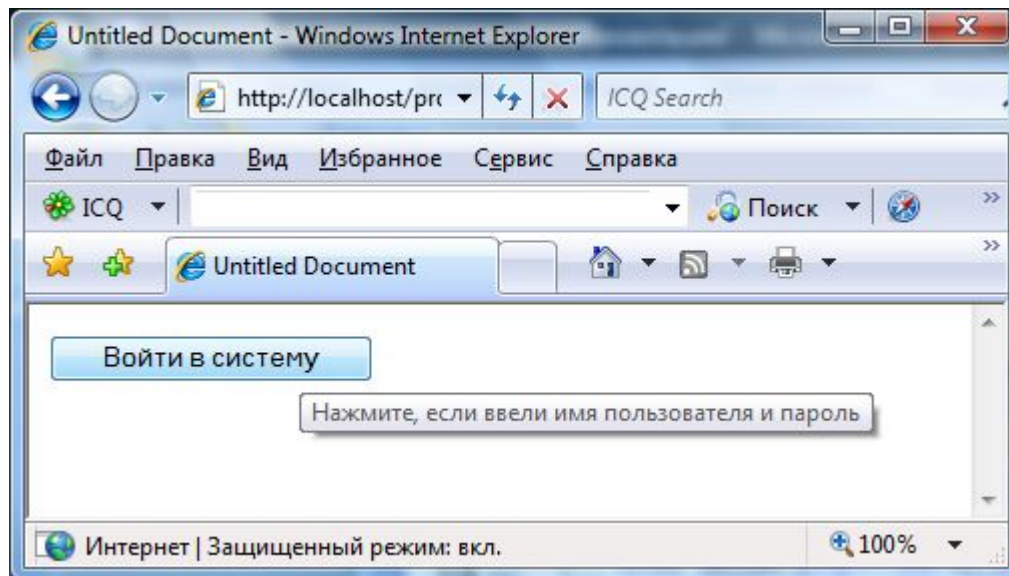 Untitled Document - Windows Internet Explorer
http://localhost/pro
ICQ Search
Файл Правка Вид Избранное Сервис Справка
ICQ Поиск
Untitled Document
Войти в систему
Нажмите, если ввели имя пользователя и пароль
Интернет | Защищенный режим: вкл. 100%